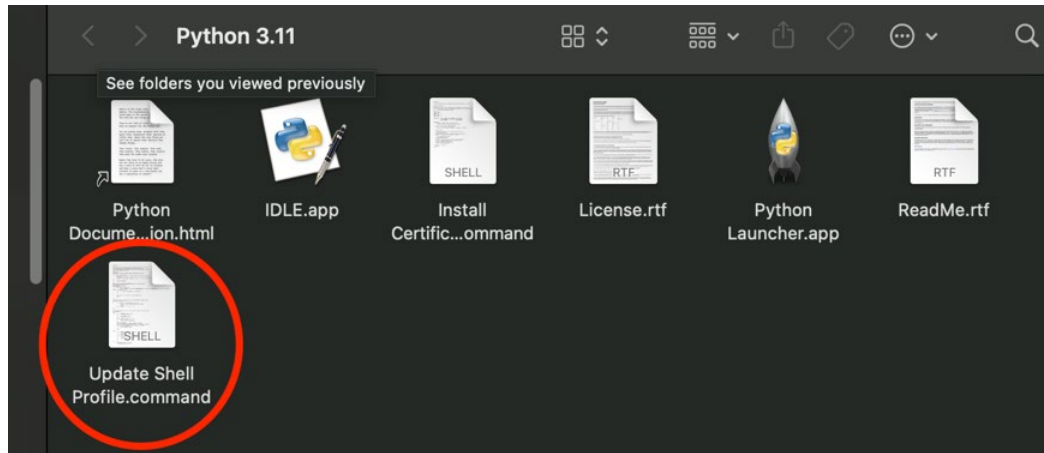 Python 3.11
See folders you viewed previously
SHELL
RTF
RTF
Python
Docume...ion.html
IDLE.app
Install
Certific...ommand
License.rtf
Python
Launcher.app
ReadMe.rtf
SHELL
Update Shell
Profile.command